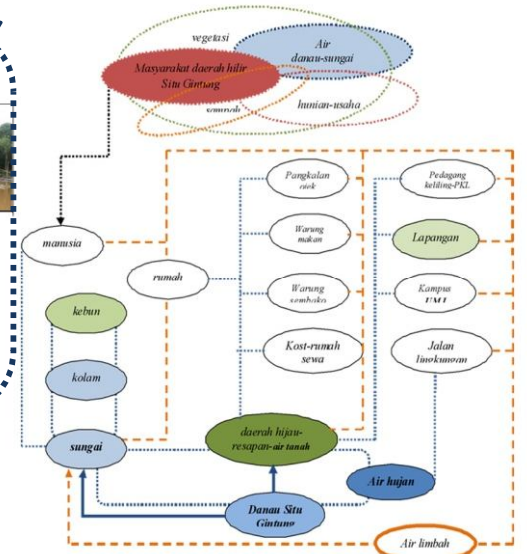 vegetasi
Air
danau-sungai
Masyarakat daerah hilir
Situ Gintung
hunian-usaha
manusia
rumah
Pangkalan
ojek
Pedagang
keliling-PKL
Warung
makan
Lapangan
kebun
Warung
sembako
Kampus
UMJ
kolam
Kost-rumah
sewa
Jalan
lingkungan
sungai
daerah hijau-
resapan-air tanah
Air hujan
Danau Situ
Gintung
Air limbah